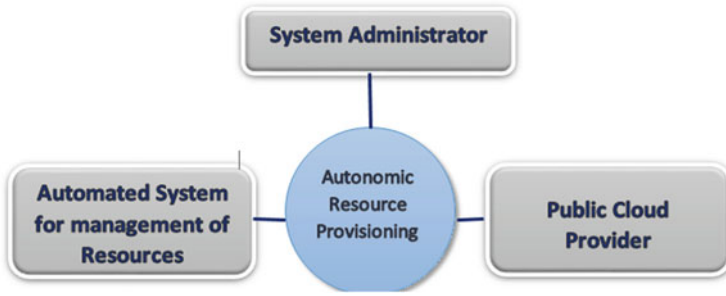 System Administrator
Automated System
for management of
Resources
Autonomic
Resource
Provisioning
Public Cloud
Provider